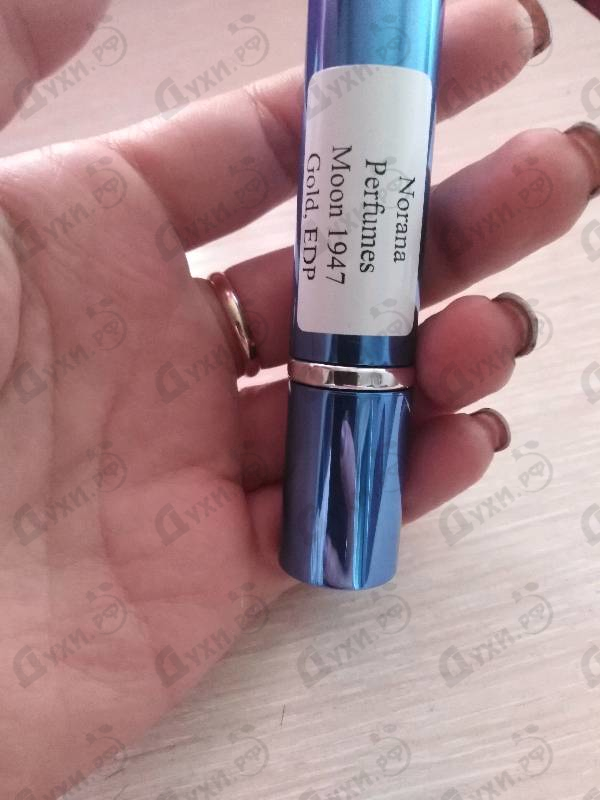 Norana
Perfumes
Moon 1947
Gold, EDP
Духи.рф